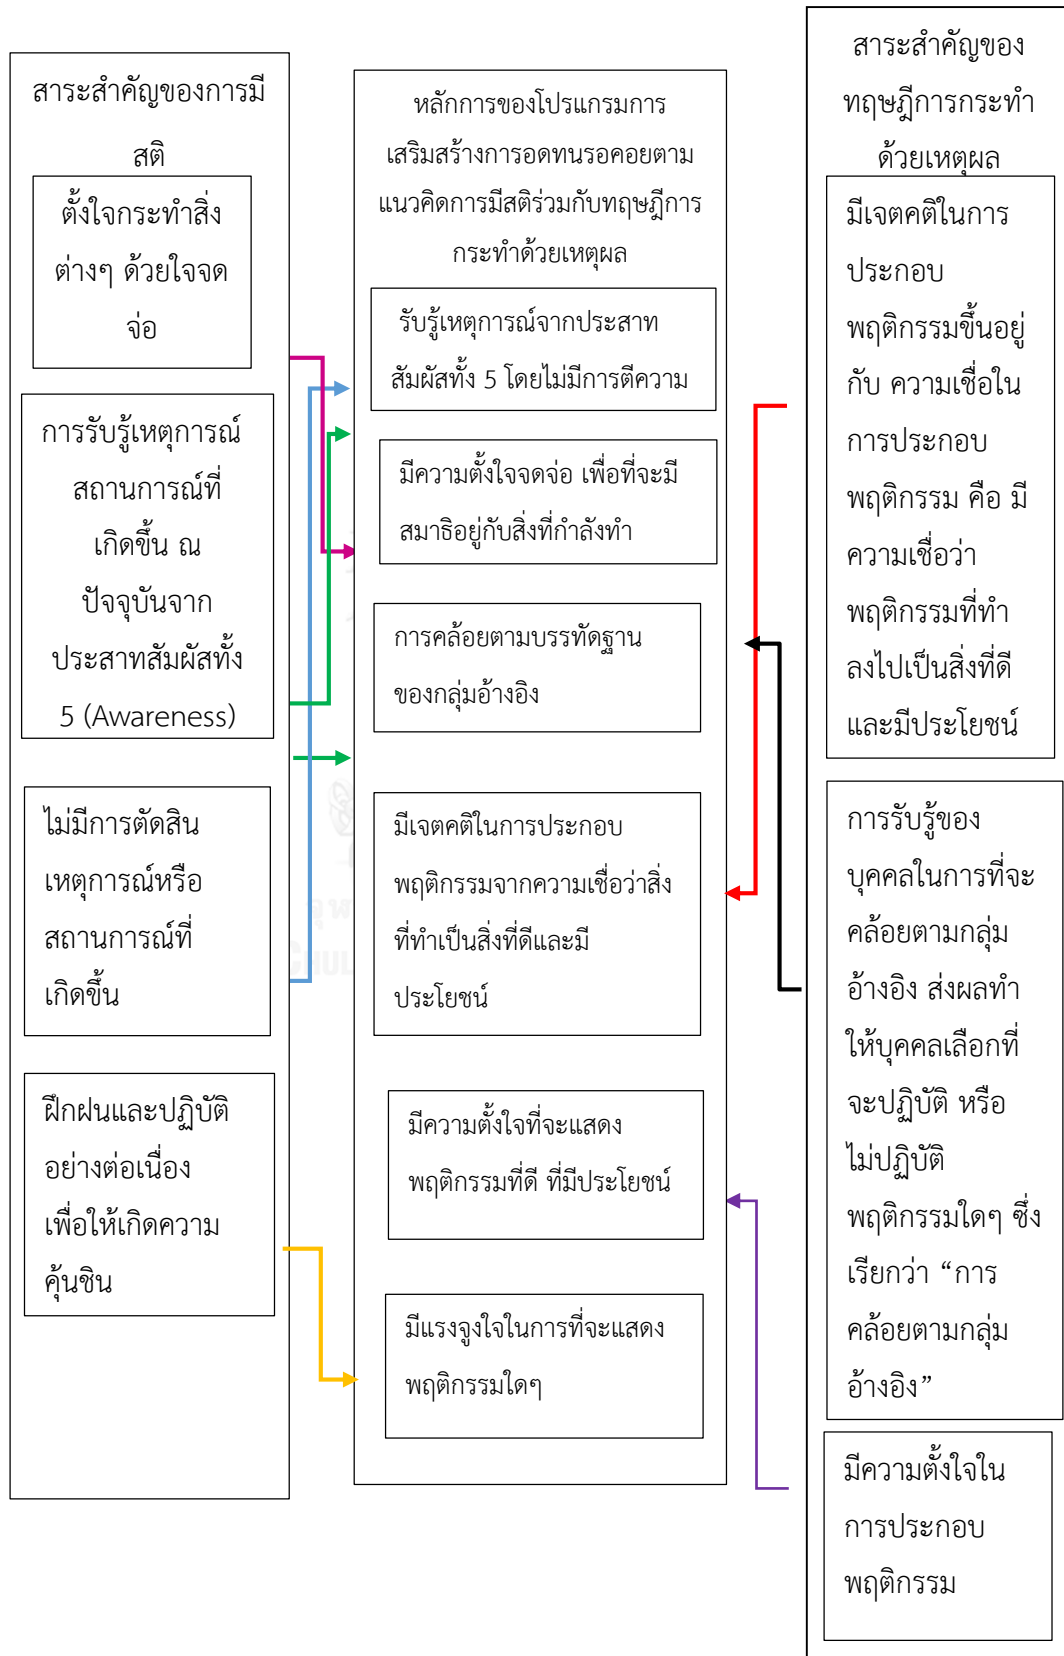 สาระสำคัญของการมี
สติ
ตั้งใจกระทำสิ่ง
ต่างๆ ด้วยใจจด
จ่อ
การรับรู้เหตุการณ์
สถานการณ์ที่
เกิดขึ้น ณ
ปัจจุบันจาก
ประสาทสัมผัสทั้ง
5 (Awareness)
ไม่มีการตัดสิน
เหตุการณ์หรือ
สถานการณ์ที่
เกิดขึ้น
ฝึกฝนและปฏิบัติ
อย่างต่อเนื่อง
เพื่อให้เกิดความ
คุ้นชิน
หลักการของโปรแกรมการ
เสริมสร้างการอดทนรอคอยตาม
แนวคิดการมีสติร่วมกับทฤษฎีการ
กระทำด้วยเหตุผล
รับรู้เหตุการณ์จากประสาท
สัมผัสทั้ง 5 โดยไม่มีการตีความ
มีความตั้งใจจดจ่อ เพื่อที่จะมี
สมาธิอยู่กับสิ่งที่กำลังทำ
การคล้อยตามบรรทัดฐาน
ของกลุ่มอ้างอิง
มีเจตคติในการประกอบ
พฤติกรรมจากความเชื่อว่าสิ่ง
ที่ทำเป็นสิ่งที่ดีและมี
ประโยชน์
มีความตั้งใจที่จะแสดง
พฤติกรรมที่ดี ที่มีประโยชน์
มีแรงจูงใจในการที่จะแสดง
พฤติกรรมใดๆ
สาระสำคัญของ
ทฤษฎีการกระทำ
ด้วยเหตุผล
มีเจตคติในการ
ประกอบ
พฤติกรรมขึ้นอยู่
กับ ความเชื่อใน
การประกอบ
พฤติกรรม คือ มี
ความเชื่อว่า
พฤติกรรมที่ทำ
ลงไปเป็นสิ่งที่ดี
และมีประโยชน์
การรับรู้ของ
บุคคลในการที่จะ
คล้อยตามกลุ่ม
อ้างอิง ส่งผลทำ
ให้บุคคลเลือกที่
จะปฏิบัติ หรือ
ไม่ปฏิบัติ
พฤติกรรมใดๆ ซึ่ง
เรียกว่า “การ
คล้อยตามกลุ่ม
อ้างอิง”
มีความตั้งใจใน
การประกอบ
พฤติกรรม